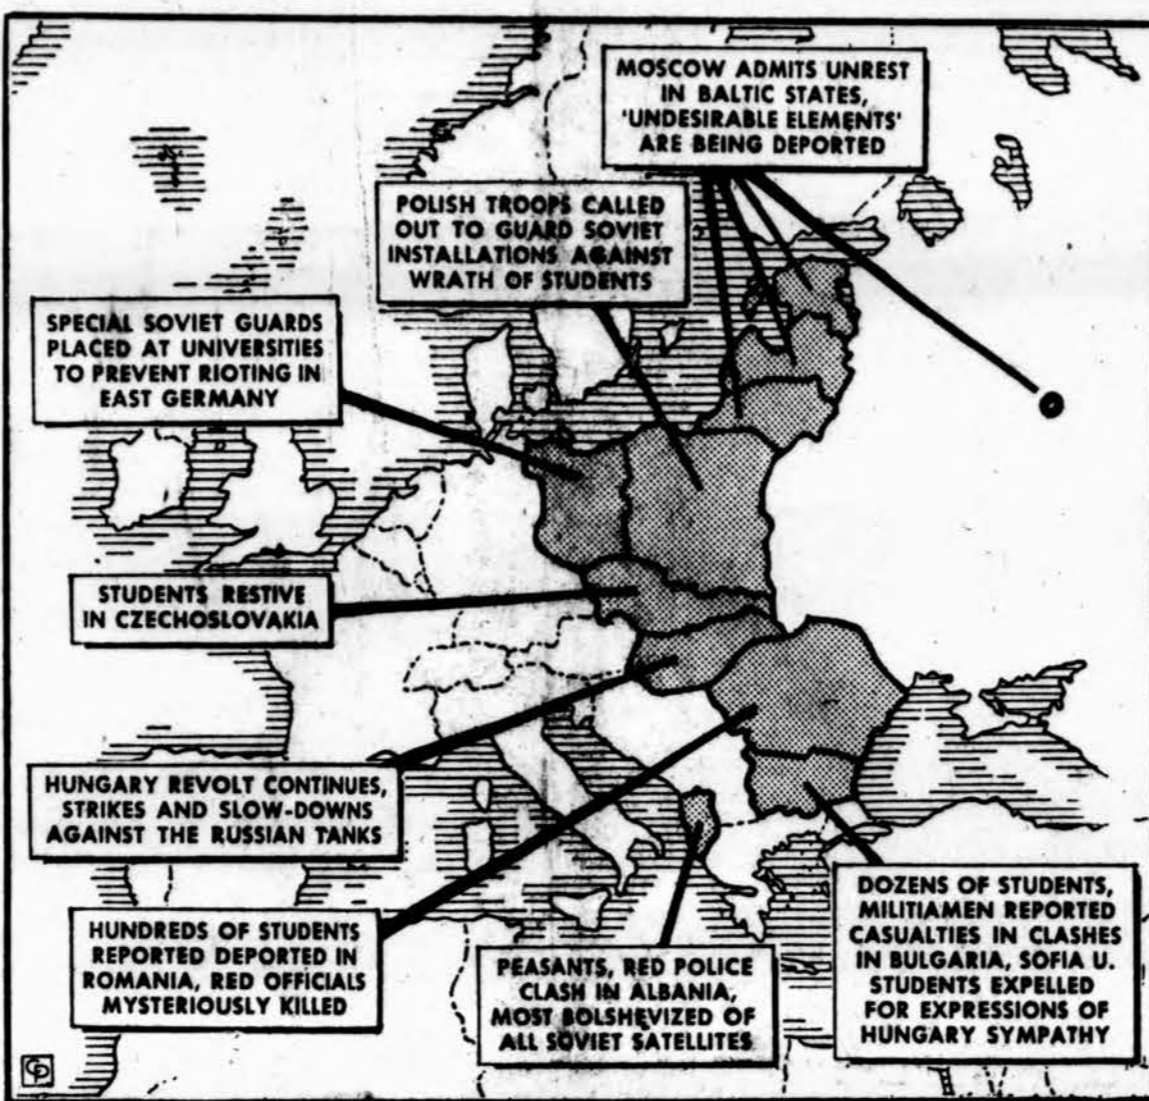 MOSCOW ADMITS UNREST
IN BALTIC STATES,
'UNDESIRABLE ELEMENTS'
ARE BEING DEPORTED
POLISH TROOPS CALLED
OUT TO GUARD SOVIET
INSTALLATIONS AGAINST
WRATH OF STUDENTS
SPECIAL SOVIET GUARDS
PLACED AT UNIVERSITIES
TO PREVENT RIOTING IN
EAST GERMANY
STUDENTS RESTIVE
IN CZECHOSLOVAKIA
HUNGARY REVOLT CONTINUES,
STRIKES AND SLOW-DOWNS
AGAINST THE RUSSIAN TANKS
HUNDREDS OF STUDENTS
REPORTED DEPORTED IN
ROMANIA, RED OFFICIALS
MYSTERIOUSLY KILLED
PEASANTS, RED POLICE
CLASH IN ALBANIA,
MOST BOLSHEVIZED OF
ALL SOVIET SATELLITES
DOZENS OF STUDENTS,
MILITIAMEN REPORTED
CASUALTIES IN CLASHES
IN BULGARIA, SOFIA U.
STUDENTS EXPELLED
FOR EXPRESSIONS OF
HUNGARY SYMPATHY
CP